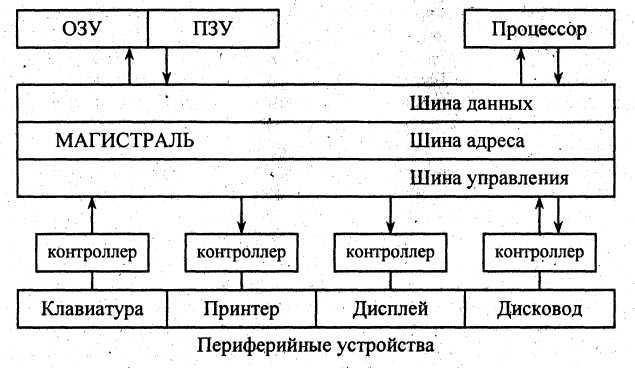 ОЗУ ПЗУ Процессор
Шина данных
МАГИСТРАЛЬ Шина адреса
Шина управления
контроллер контроллер контроллер контроллер
Клавиатура Принтер Дисплей Дисковод
Периферийные устройства